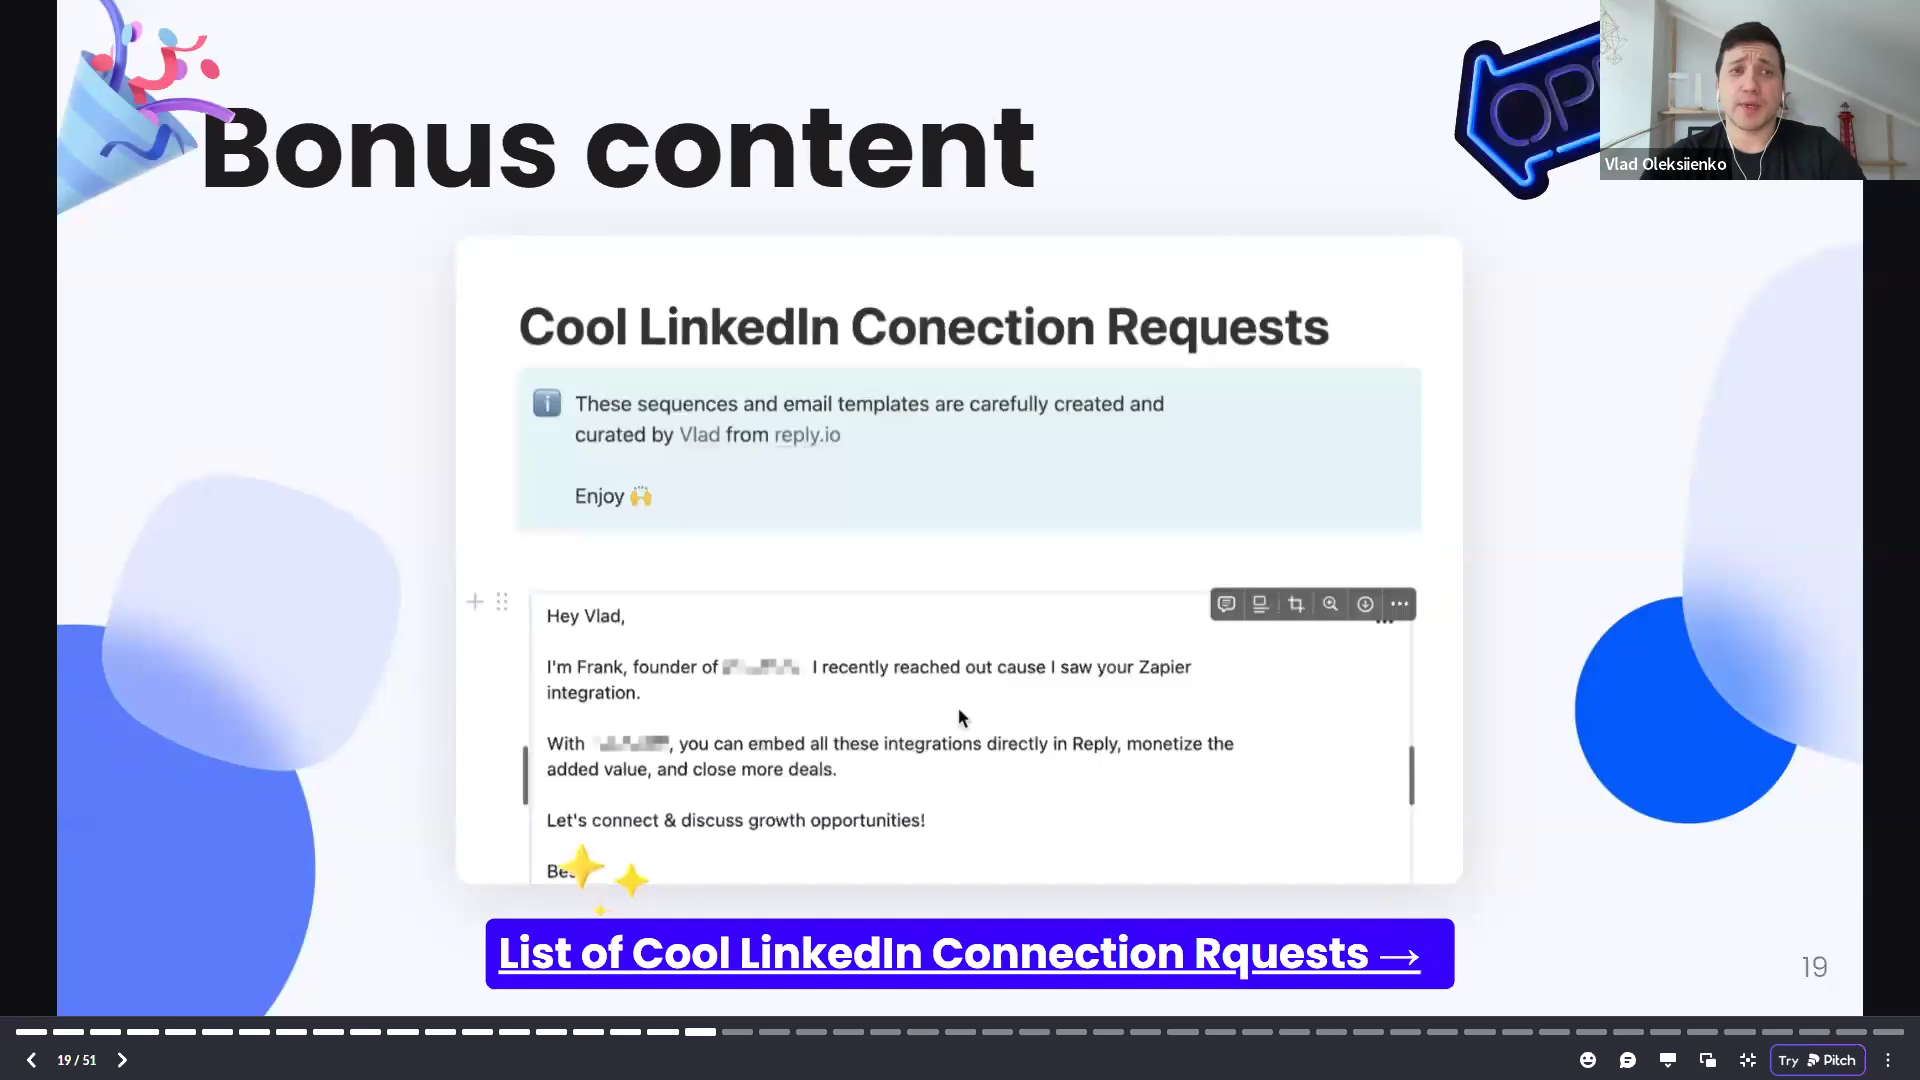 Bonus content
OP
Vlad Oleksiienko
Cool LinkedIn Conection Requests
These sequences and email templates are carefully created and
curated by Vlad from reply.io
Enjoy 🙌
Hey Vlad,
I'm Frank, founder of I recently reached out cause I saw your Zapier
integration.
With , you can embed all these integrations directly in Reply, monetize the
added value, and close more deals.
Let's connect & discuss growth opportunities!
Be
List of Cool LinkedIn Connection Rquests →
19
19 / 51
Try Pitch